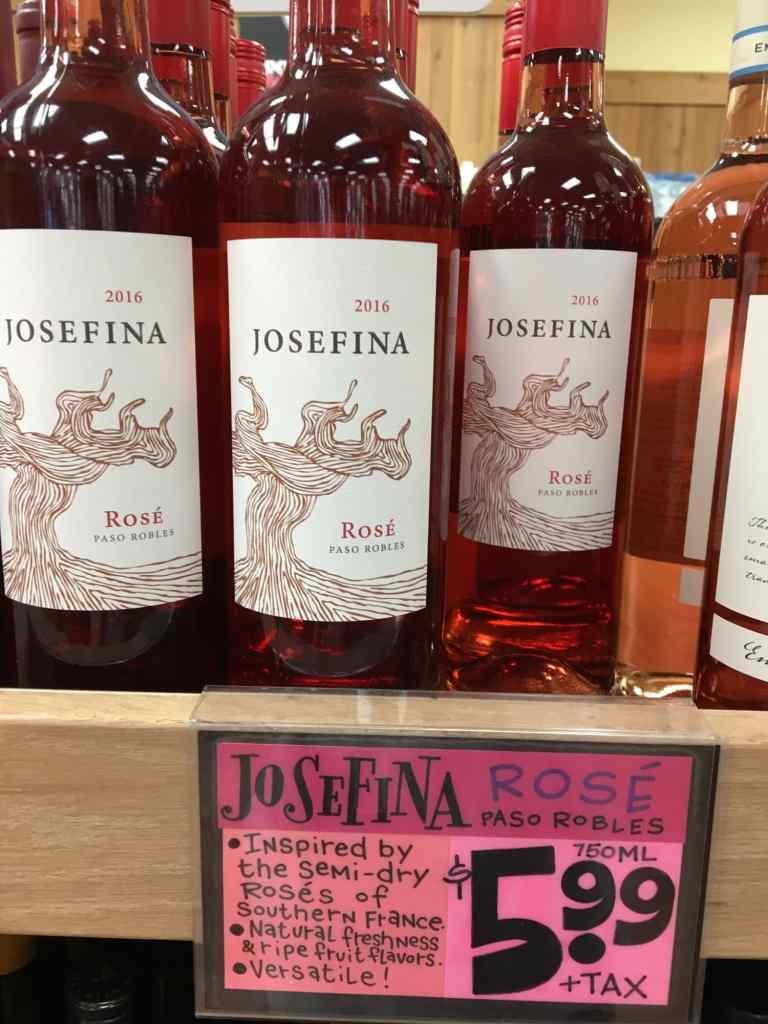 2016
JOSEFINA
Rosé
PASO ROBLES
2016
JOSEFINA
Rosé
PASO ROBLES
2016
JOSEFINA
Rosé
PASO ROBLES
JOSEFINA ROSÉ
PASO ROBLES
• Inspired by
the semi-dry
Rosés of
Southern France.
• Natural freshness
& ripe fruit flavors.
• Versatile!
750ML
$5.99
+TAX